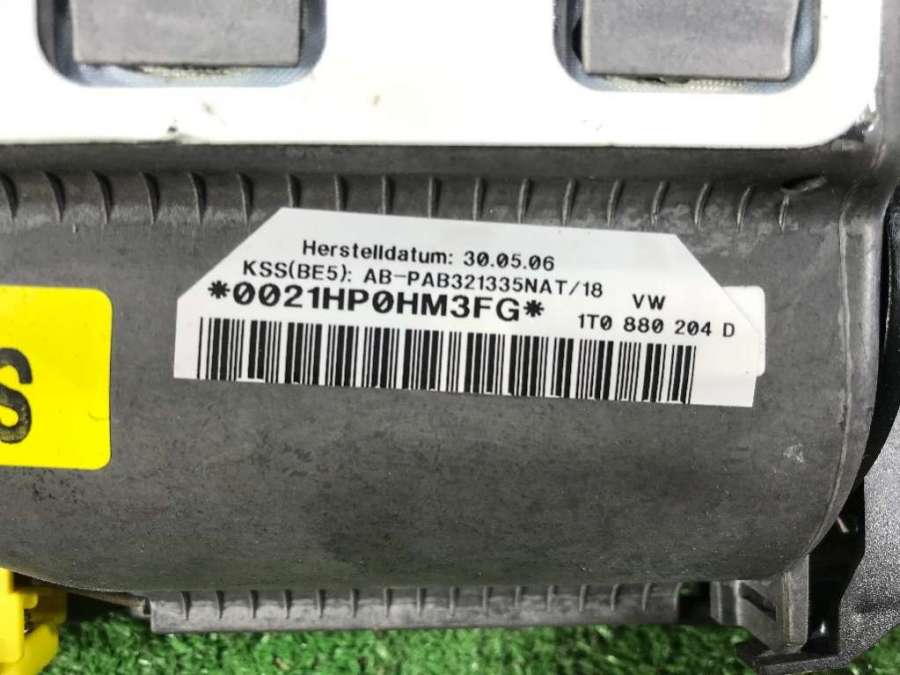 Herstelldatum: 30.05.06
KSS(BE5): AB-PAB321335NAT/18 VW
*0021HP0HM3FG* 1T0 880 204 D
S